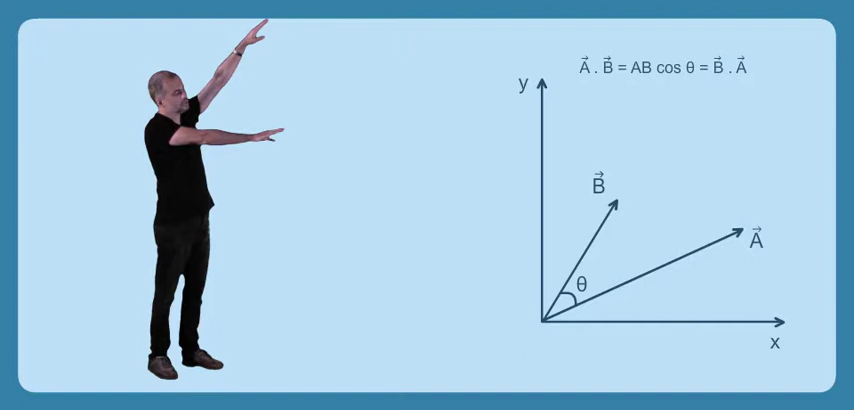 A⃗ . B⃗ = AB cos θ = B⃗ . A⃗
y
B⃗
A⃗
θ
x